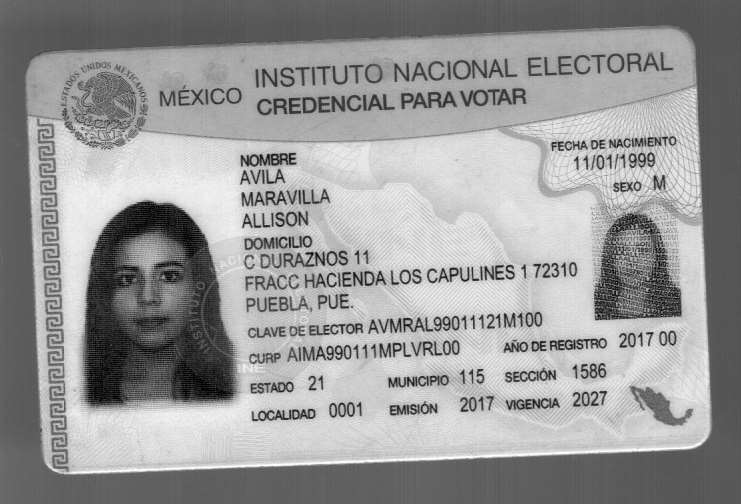 ESTADOS UNIDOS MEXICANOS
MÉXICO
INSTITUTO NACIONAL ELECTORAL
CREDENCIAL PARA VOTAR
NOMBRE
AVILA
MARAVILLA
ALLISON
FECHA DE NACIMIENTO
11/01/1999
SEXO M
DOMICILIO
C DURAZNOS 11
FRACC HACIENDA LOS CAPULINES 1 72310
PUEBLA, PUE.
CLAVE DE ELECTOR AVMRAL99011121M100
CURP AIMA990111MPLVRL00 AÑO DE REGISTRO 2017 00
ESTADO 21 MUNICIPIO 115 SECCIÓN 1586
LOCALIDAD 0001 EMISIÓN 2017 VIGENCIA 2027
INE